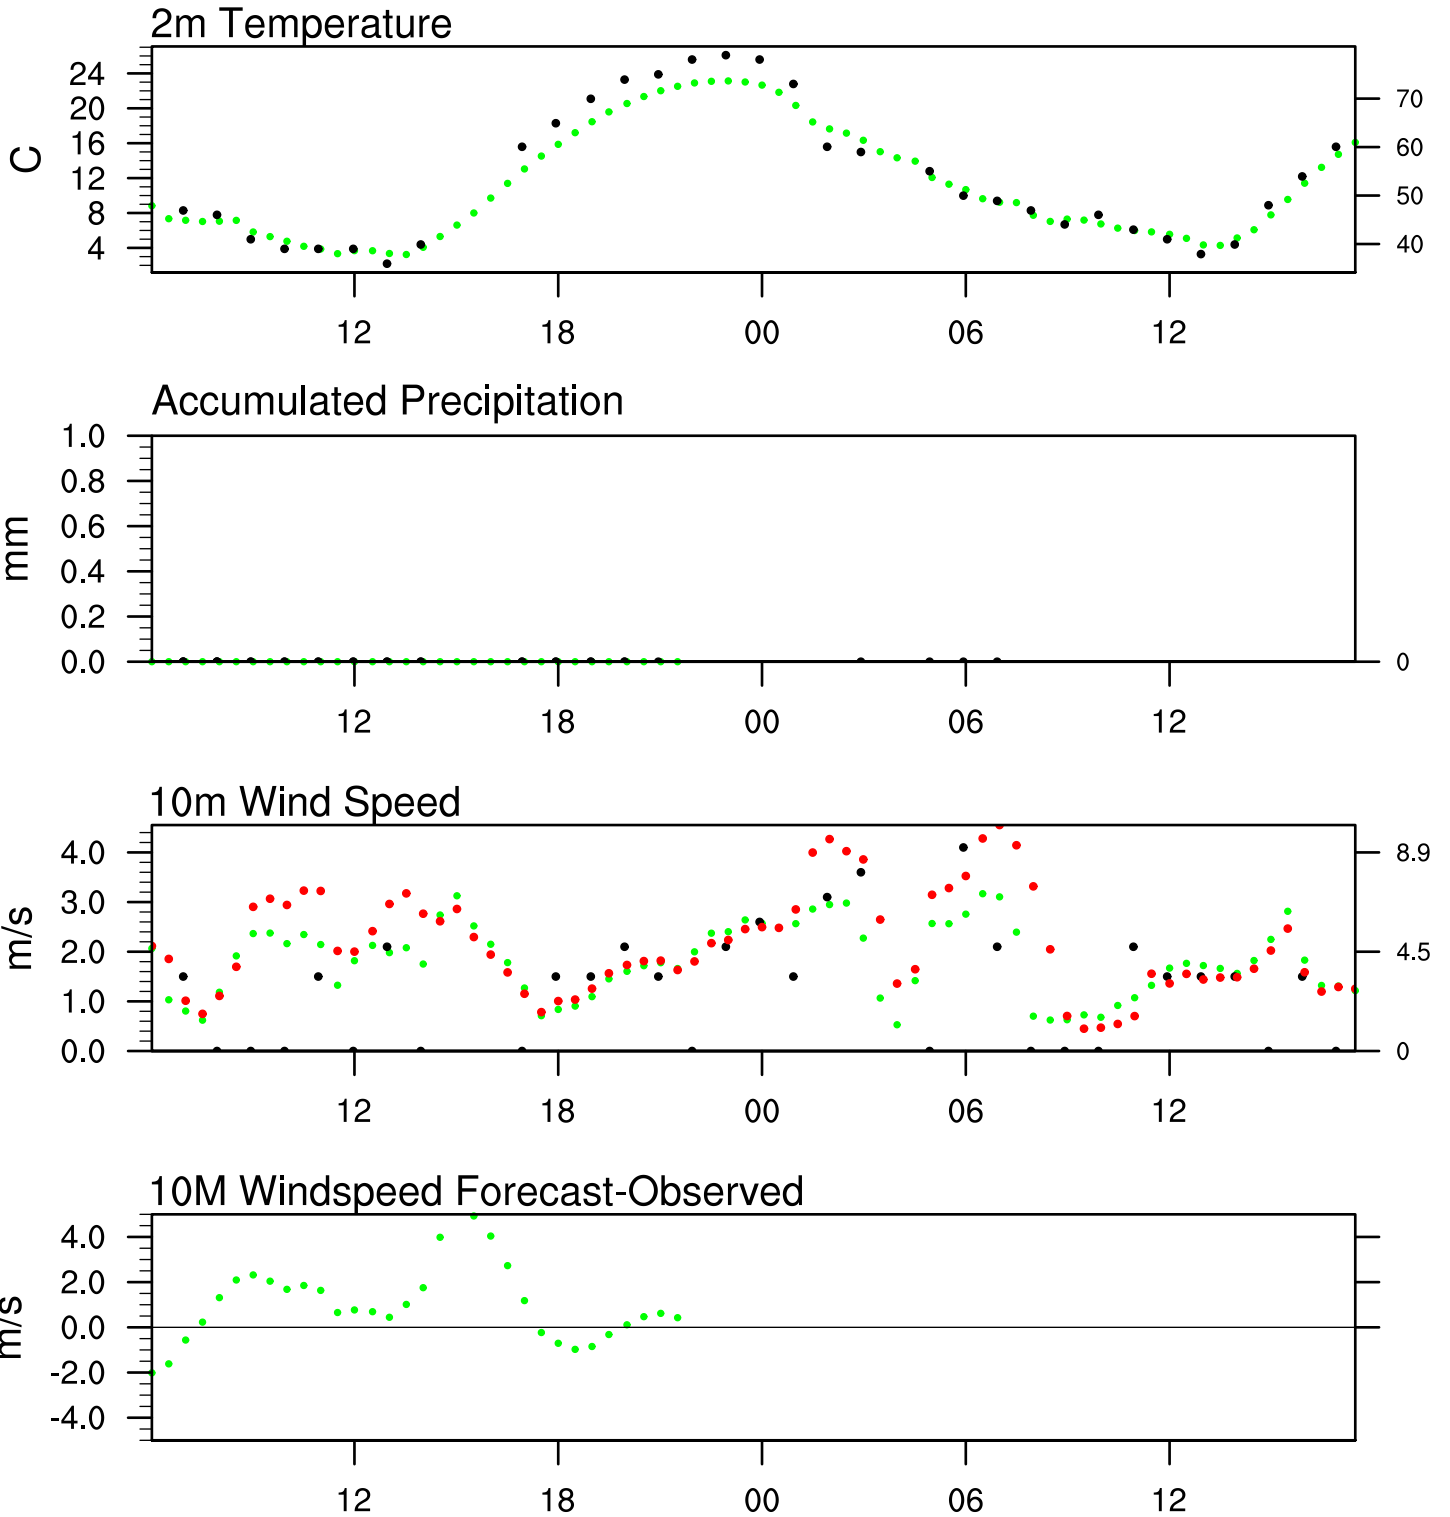 2m Temperature
24
20
16
12
8
4
C
70
60
50
40
12 18 00 06 12
Accumulated Precipitation
1.0
0.8
0.6
0.4
0.2
0.0
mm
0
12 18 00 06 12
10m Wind Speed
4.0
3.0
2.0
1.0
0.0
m/s
8.9
4.5
0
12 18 00 06 12
10M Windspeed Forecast-Observed
4.0
2.0
0.0
-2.0
-4.0
m/s
12 18 00 06 12